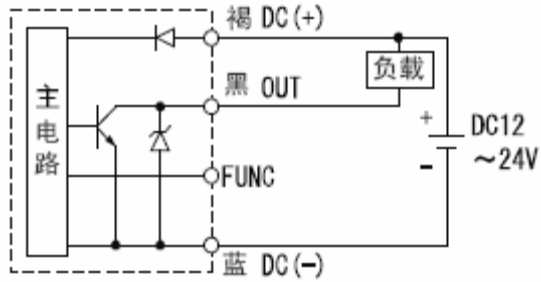 褐 DC(+)
负载
黑 OUT
主电路
+
DC12
～24V
-
FUNC
蓝 DC(-)